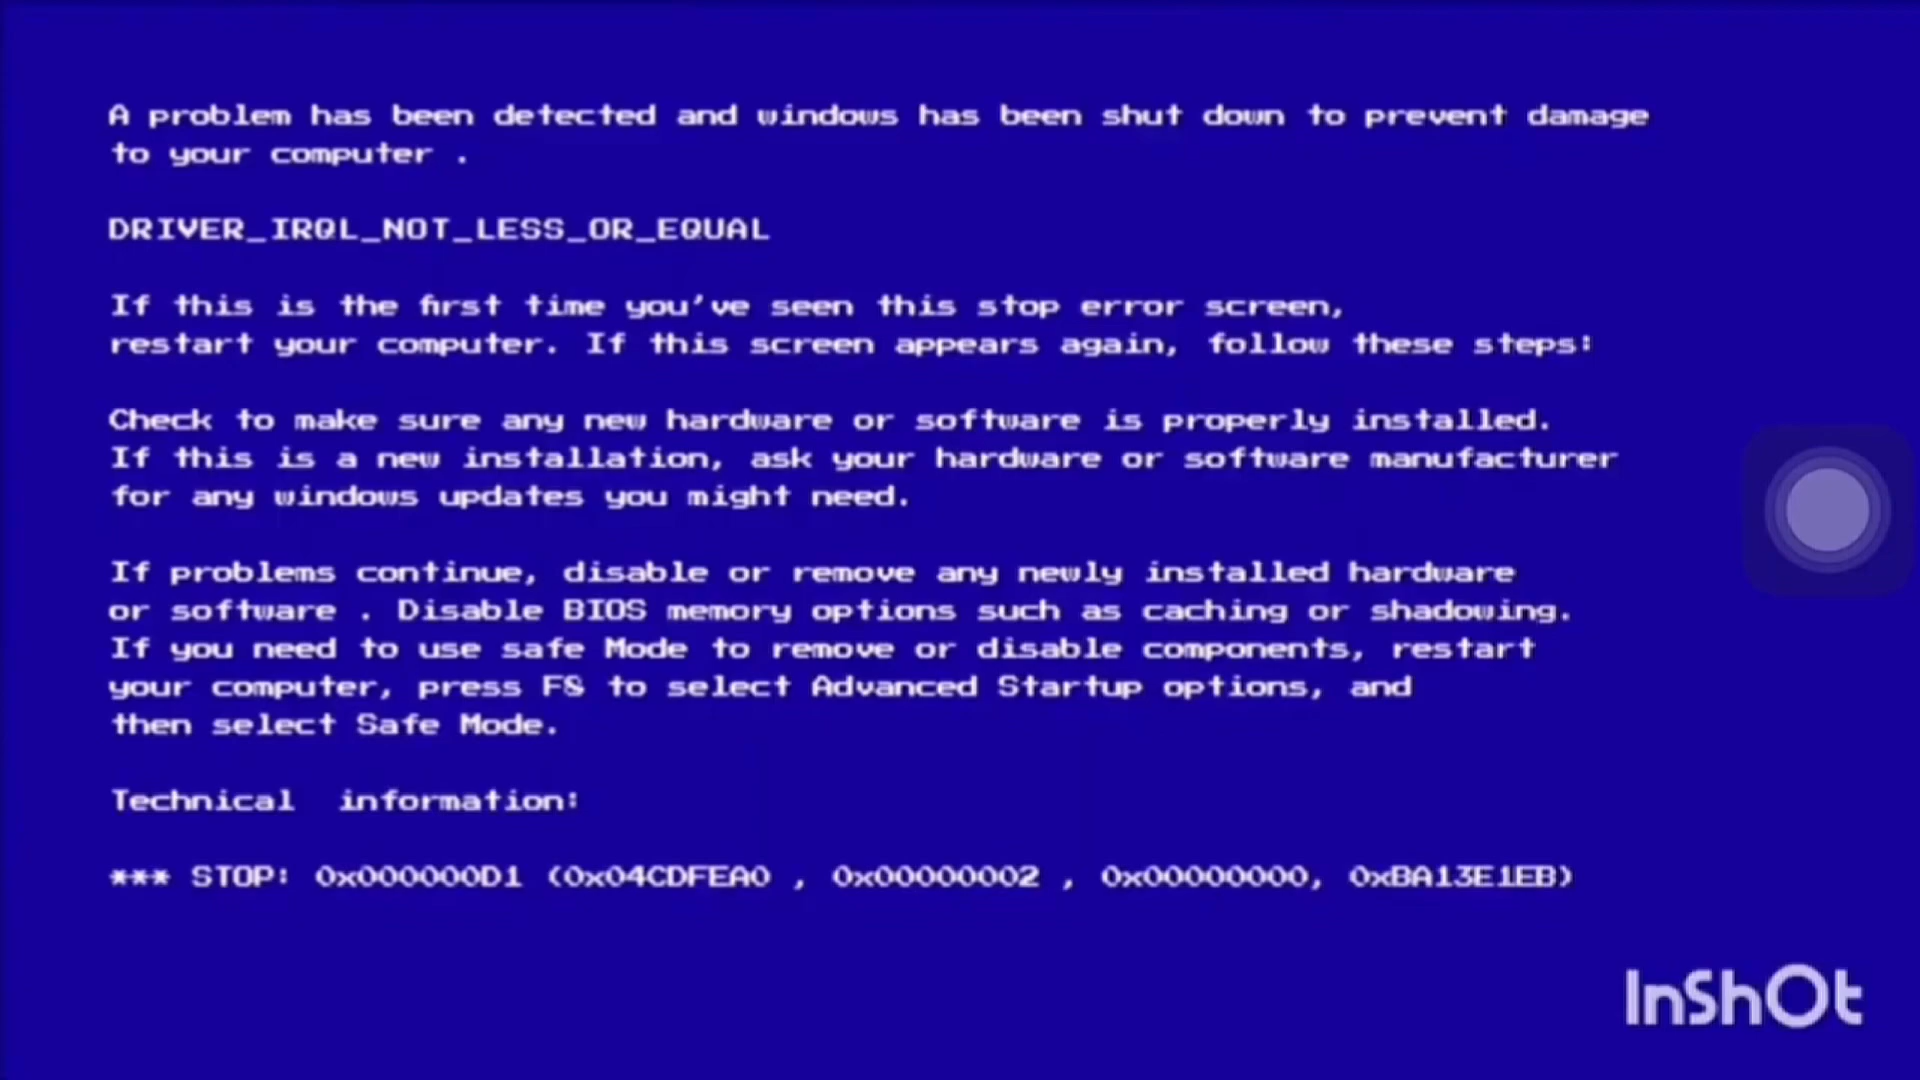 A problem has been detected and windows has been shut down to prevent damage
to your computer .
DRIVER_IRQL_NOT_LESS_OR_EQUAL
If this is the first time you've seen this stop error screen,
restart your computer. If this screen appears again, follow these steps:
Check to make sure any new hardware or software is properly installed.
If this is a new installation, ask your hardware or software manufacturer
for any windows updates you might need.
If problems continue, disable or remove any newly installed hardware
or software . Disable BIOS memory options such as caching or shadowing.
If you need to use safe Mode to remove or disable components, restart
your computer, press F8 to select Advanced Startup options, and
then select Safe Mode.
Technical  information:
*** STOP: 0x000000D1 (0x04CDFEA0 , 0x00000002 , 0x00000000, 0xBA13E1EB)
InShOt